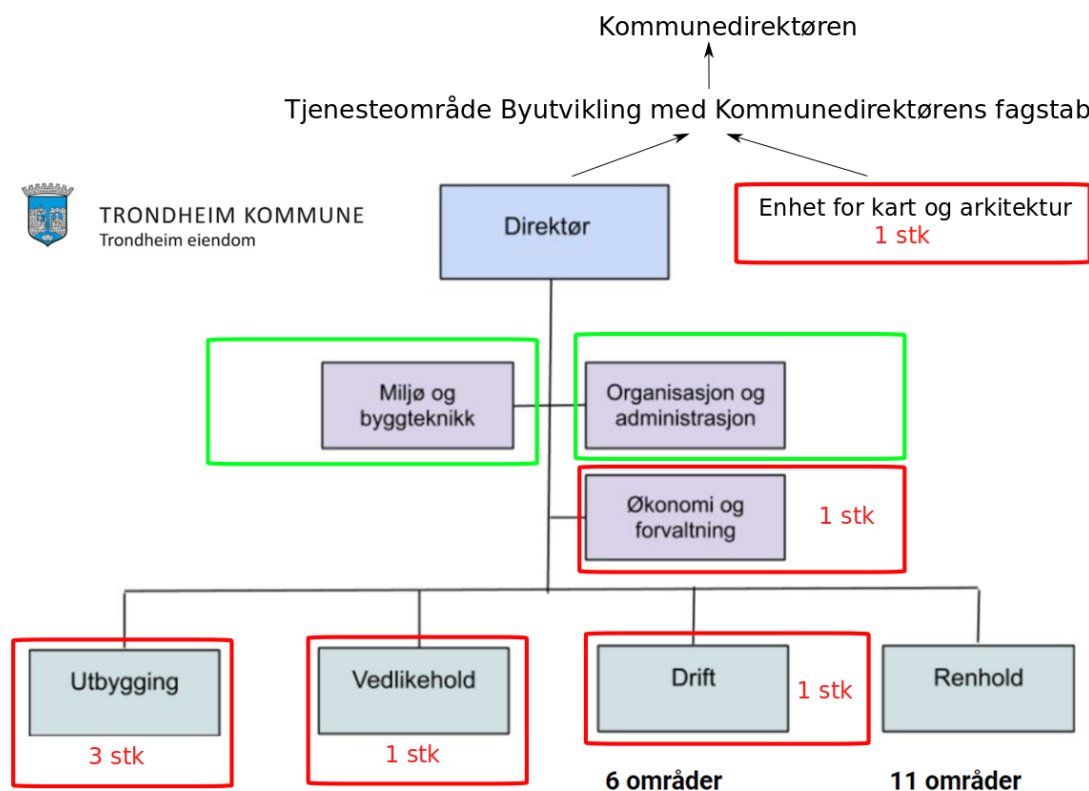 Kommunedirektøren
Tjenesteområde Byutvikling med Kommunedirektørens fagstab
TRONDHEIM KOMMUNE
Trondheim eiendom
Direktør
Enhet for kart og arkitektur
1 stk
Miljø og
byggteknikk
Organisasjon og
administrasjon
Økonomi og
forvaltning
1 stk
Utbygging
3 stk
Vedlikehold
1 stk
Drift
1 stk
6 områder
Renhold
11 områder